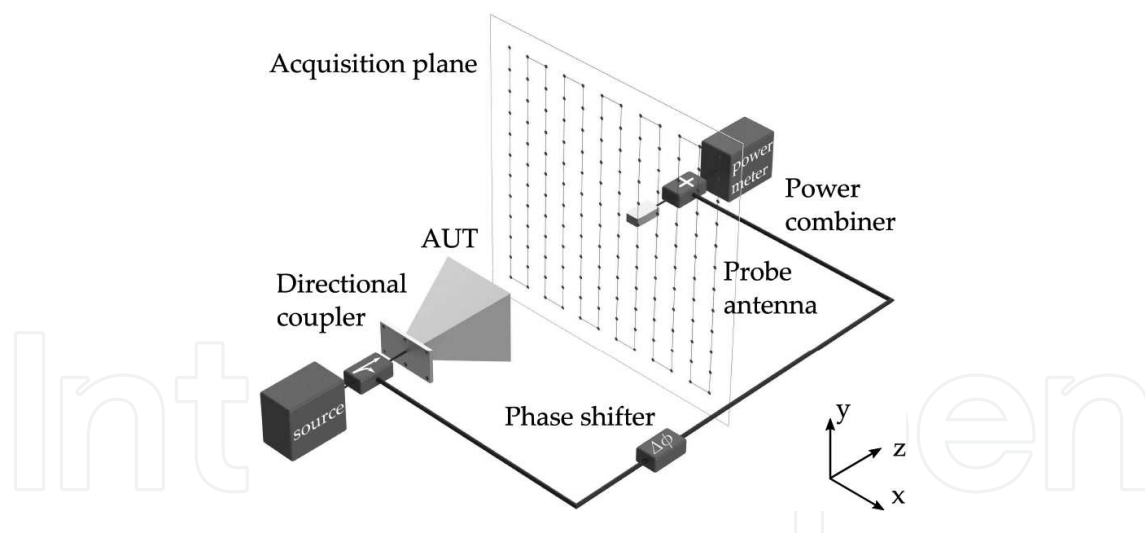 Acquisition plane
power
meter
Power
combiner
AUT
Probe
antenna
Directional
coupler
source
Phase shifter
Δϕ
y
z
x